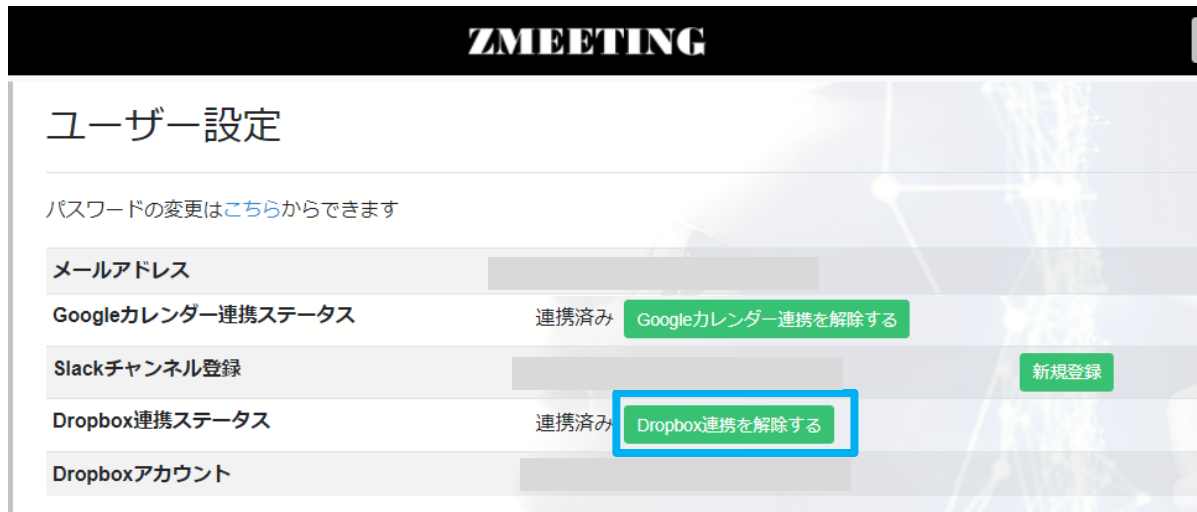 ZMEETING
ユーザー設定
パスワードの変更はこちらからできます
メールアドレス
Googleカレンダー連携ステータス 連携済み Googleカレンダー連携を解除する
Slackチャンネル登録 新規登録
Dropbox連携ステータス 連携済み Dropbox連携を解除する
Dropboxアカウント